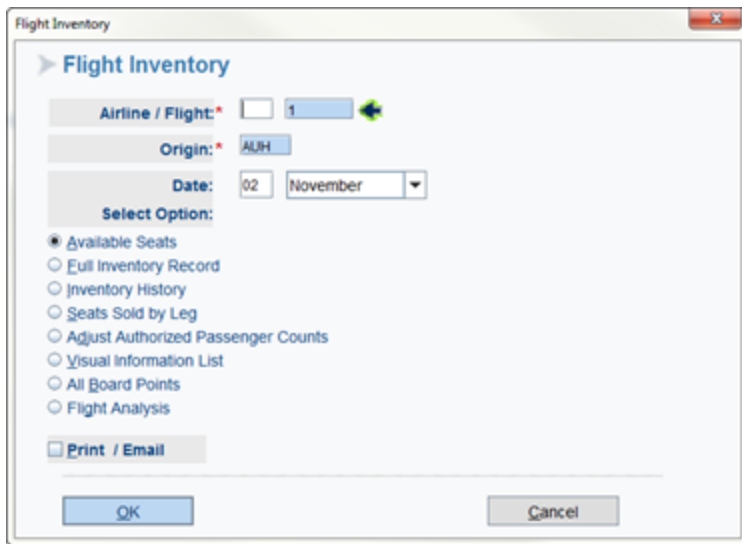 Flight Inventory
Flight Inventory
Airline / Flight:* 1
Origin:* AUH
Date: 02 November
Select Option:
Available Seats
Full Inventory Record
Inventory History
Seats Sold by Leg
Adjust Authorized Passenger Counts
Visual Information List
All Board Points
Flight Analysis
Print / Email
OK Cancel